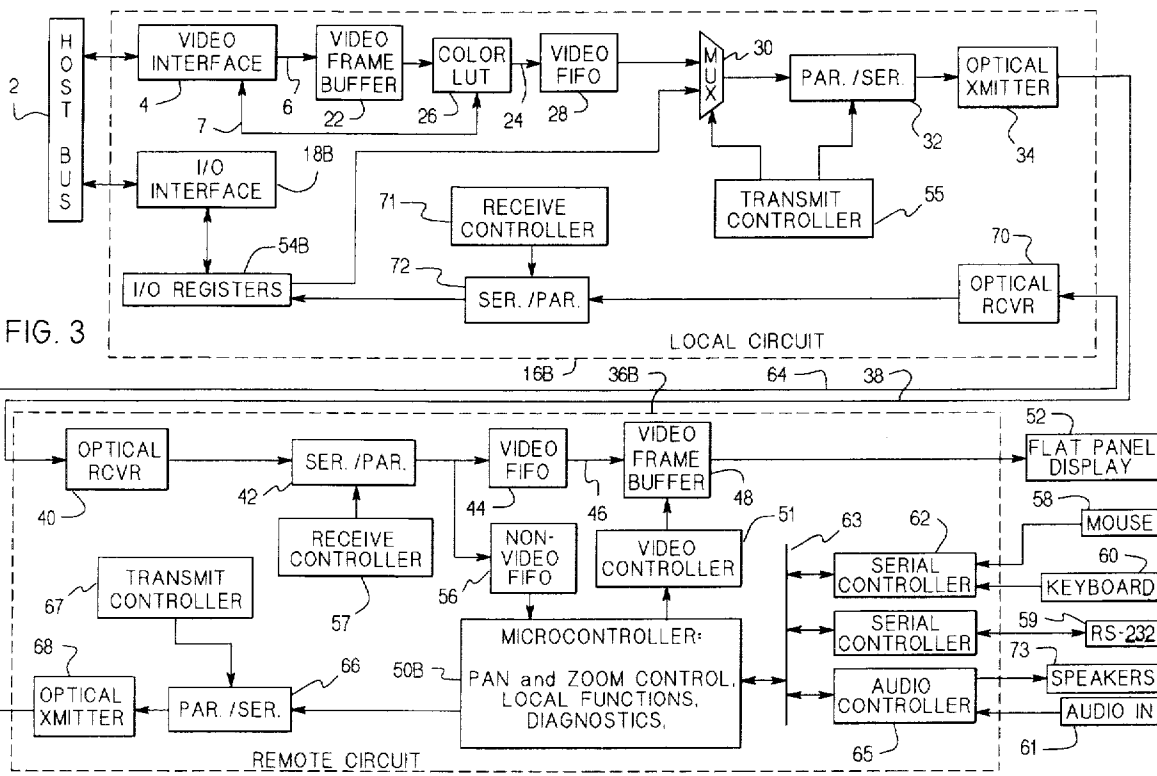 HOST BUS
2
VIDEO
INTERFACE
4
6
7
VIDEO
FRAME
BUFFER
22
COLOR
LUT
26
24
VIDEO
FIFO
28
MUX
30
PAR./SER.
32
OPTICAL
XMITTER
34
I/O
INTERFACE
18B
71
RECEIVE
CONTROLLER
TRANSMIT
CONTROLLER
55
54B
I/O REGISTERS
72
SER./PAR.
70
OPTICAL
RCVR
FIG. 3
LOCAL CIRCUIT
16B
36B
64
38
OPTICAL
RCVR
40
SER./PAR.
42
VIDEO
FIFO
44
46
VIDEO
FRAME
BUFFER
48
52
FLAT PANEL
DISPLAY
RECEIVE
CONTROLLER
57
NON-
VIDEO
FIFO
56
VIDEO
CONTROLLER
51
63
62
SERIAL
CONTROLLER
58
MOUSE
60
KEYBOARD
67
TRANSMIT
CONTROLLER
SERIAL
CONTROLLER
59
RS-232
68
OPTICAL
XMITTER
66
PAR./SER.
50B
MICROCONTROLLER:
PAN and ZOOM CONTROL,
LOCAL FUNCTIONS,
DIAGNOSTICS,
AUDIO
CONTROLLER
65
73
SPEAKERS
AUDIO IN
61
REMOTE CIRCUIT